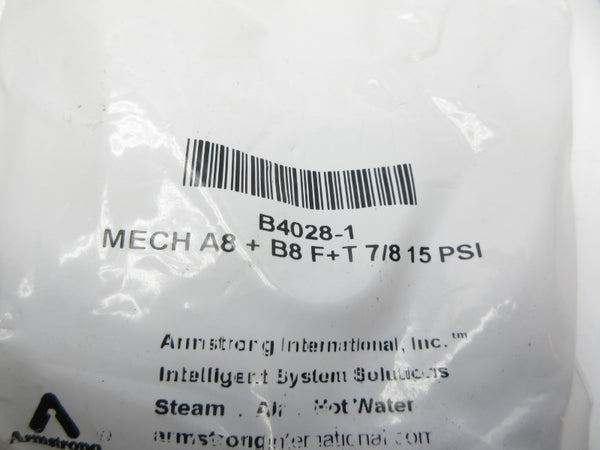 B4028-1
MECH A8 + B8 F+T 7/8 15 PSI
Armstrong International, Inc.™
Intelligent System Solutions
Steam . Air . Hot Water
Armstrong ®
armstronginternational.com